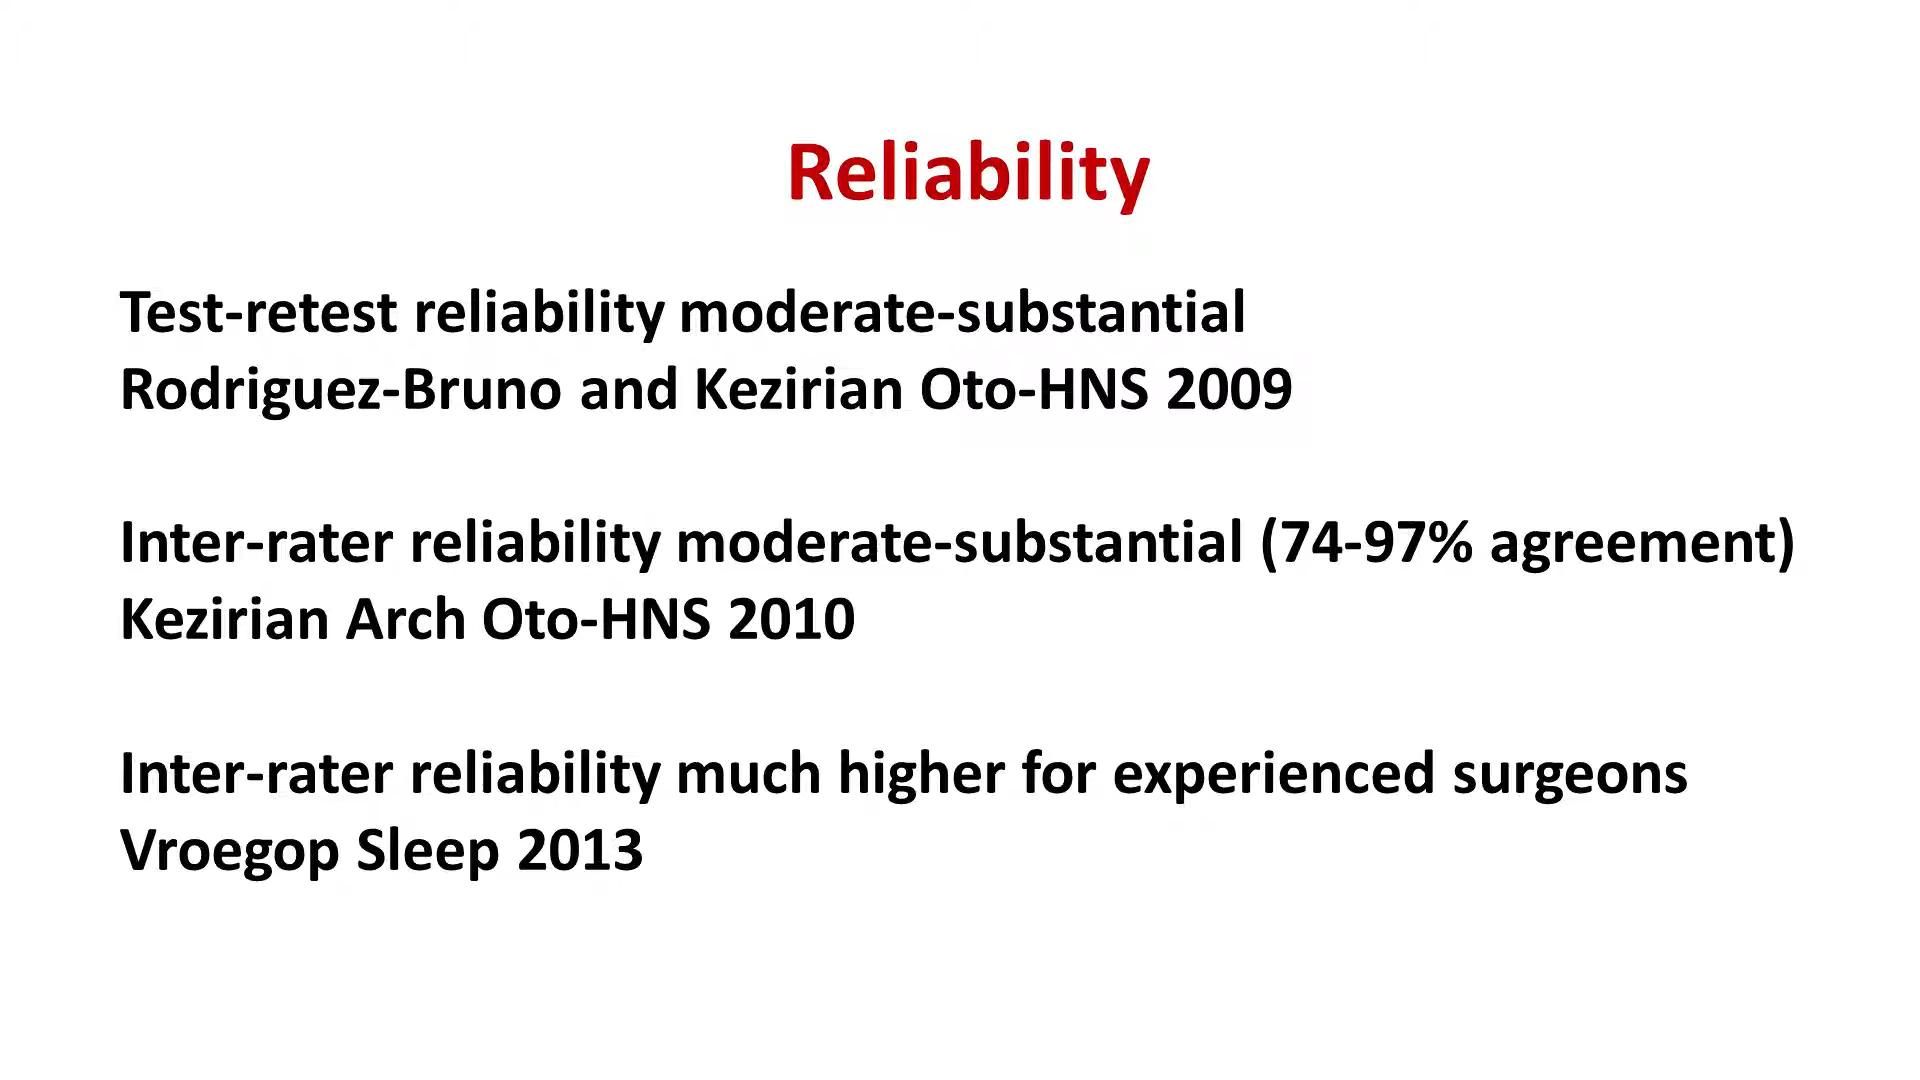 Reliability
Test-retest reliability moderate-substantial
Rodriguez-Bruno and Kezirian Oto-HNS 2009
Inter-rater reliability moderate-substantial (74-97% agreement)
Kezirian Arch Oto-HNS 2010
Inter-rater reliability much higher for experienced surgeons
Vroegop Sleep 2013